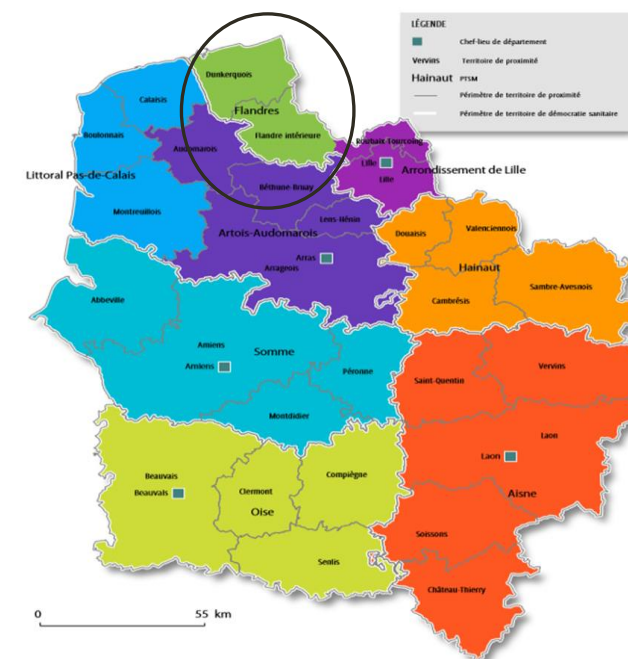 LÉGENDE
Chef-lieu de département
Vervins Territoire de proximité
Hainaut PTSM
Périmètre de territoire de proximité
Périmètre de territoire de démocratie sanitaire
Dunkerquois
Calaisis
Flandres
Boulonnais
Flandre intérieure
Audomarois
Roubaix-Tourcoing
Lille
Arrondissement de Lille
Littoral Pas-de-Calais
Lille
Béthune-Bruay
Montreuillois
Lens-Hénin
Artois-Audomarois
Douaisis
Valenciennois
Arras
Arrageois
Hainaut
Sambre-Avesnois
Abbeville
Cambrésis
Amiens
Somme
Amiens
Péronne
Saint-Quentin
Vervins
Montdidier
Laon
Laon
Beauvais
Compiègne
Beauvais
Clermont
Oise
Aisne
Soissons
Senlis
Château-Thierry
0 55 km